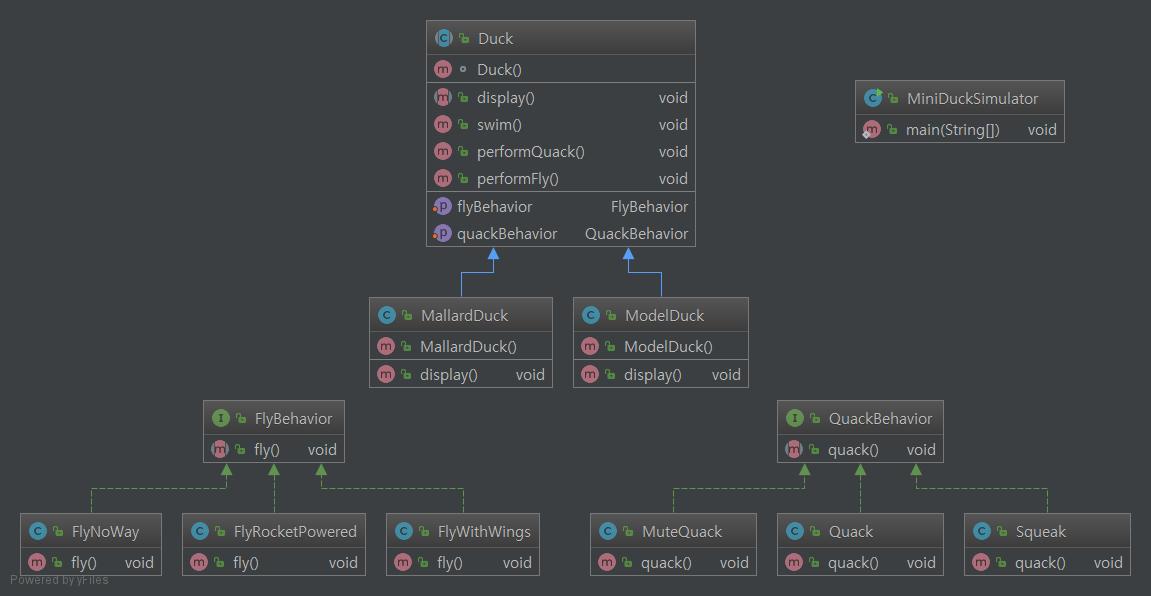 Duck
Duck()
display() void
swim() void
performQuack() void
performFly() void
flyBehavior FlyBehavior
quackBehavior QuackBehavior
MiniDuckSimulator
main(String[]) void
MallardDuck
MallardDuck()
display() void
ModelDuck
ModelDuck()
display() void
FlyBehavior
fly() void
QuackBehavior
quack() void
FlyNoWay
fly() void
FlyRocketPowered
fly() void
FlyWithWings
fly() void
MuteQuack
quack() void
Quack
quack() void
Squeak
quack() void
Powered by yFiles